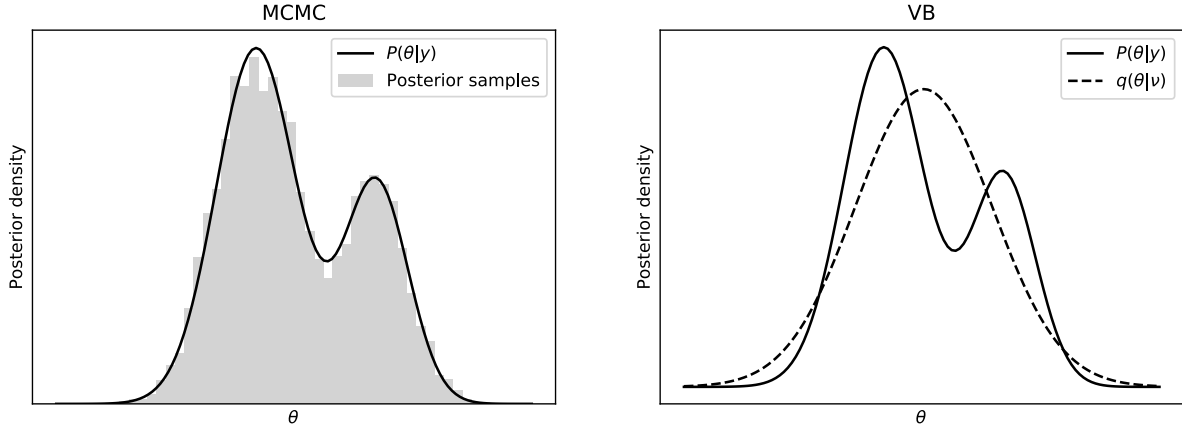 MCMC
P(θ|y)
Posterior samples
Posterior density
θ
VB
P(θ|y)
q(θ|ν)
Posterior density
θ